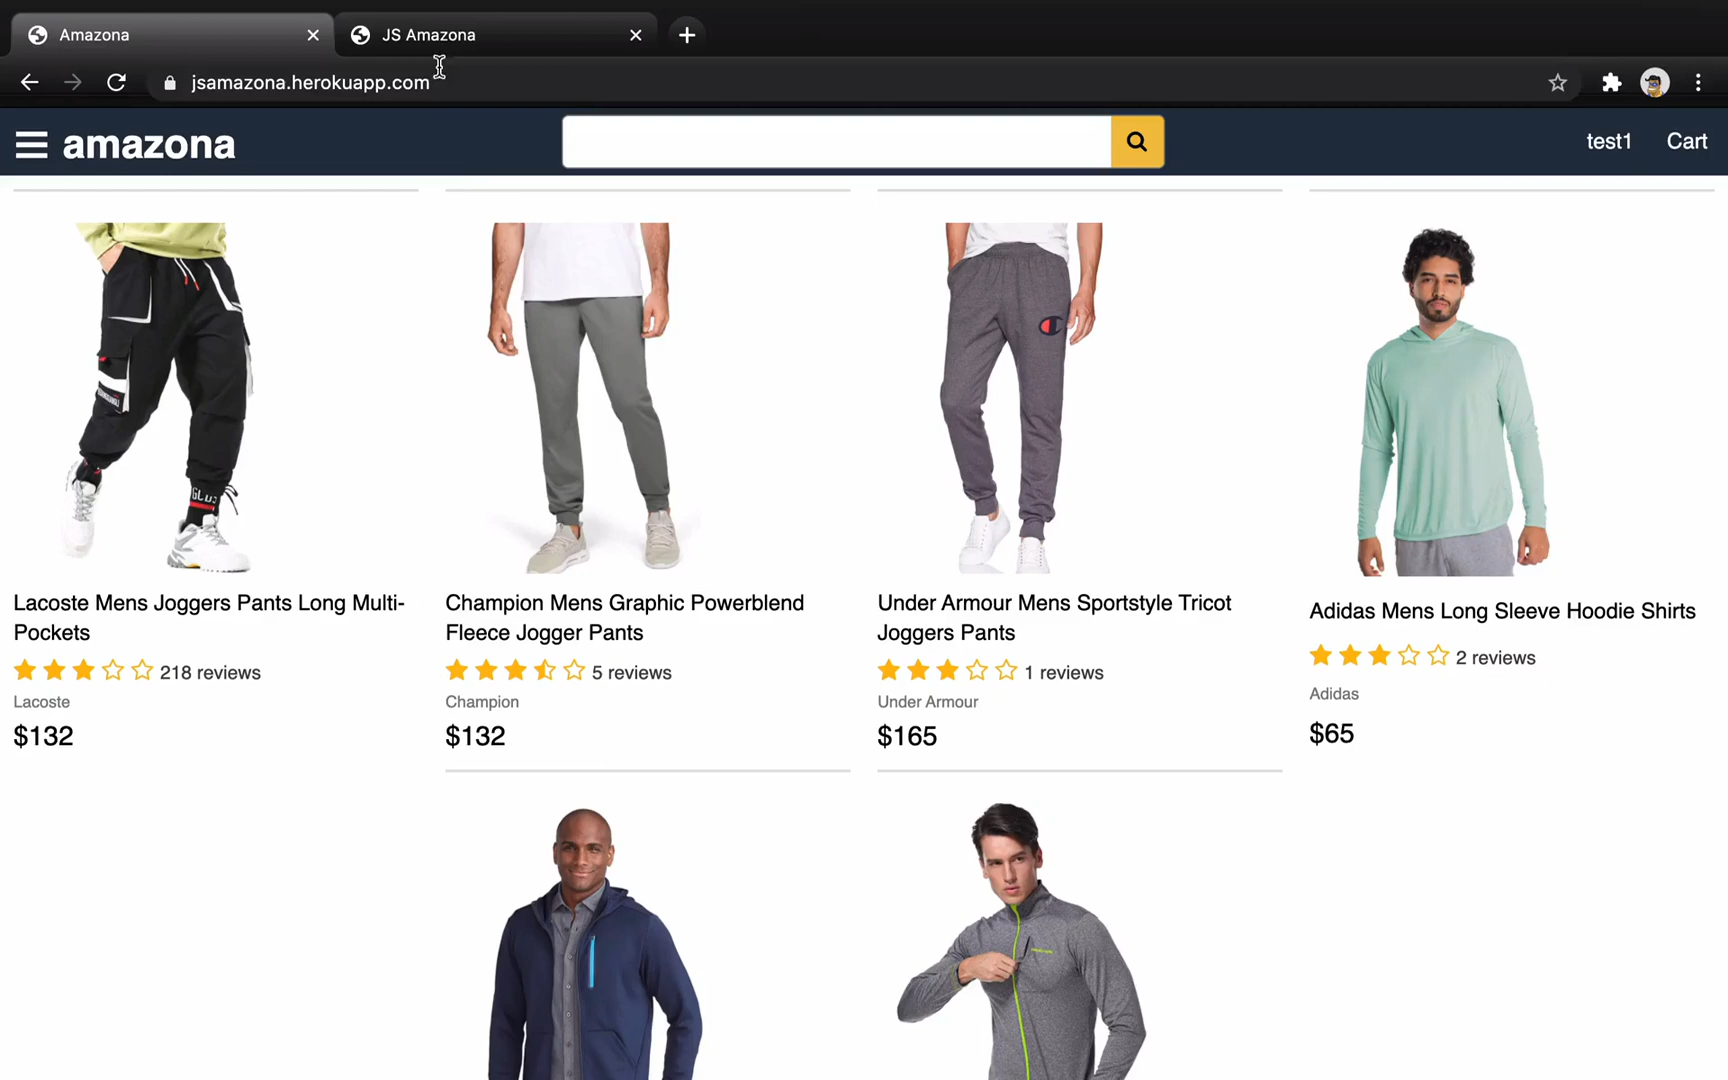 Amazona
JS Amazona
jsamazona.herokuapp.com
amazona
test1
Cart
Lacoste Mens Joggers Pants Long Multi-
Pockets
218 reviews
Lacoste
$132
Champion Mens Graphic Powerblend
Fleece Jogger Pants
5 reviews
Champion
$132
Under Armour Mens Sportstyle Tricot
Joggers Pants
1 reviews
Under Armour
$165
Adidas Mens Long Sleeve Hoodie Shirts
2 reviews
Adidas
$65